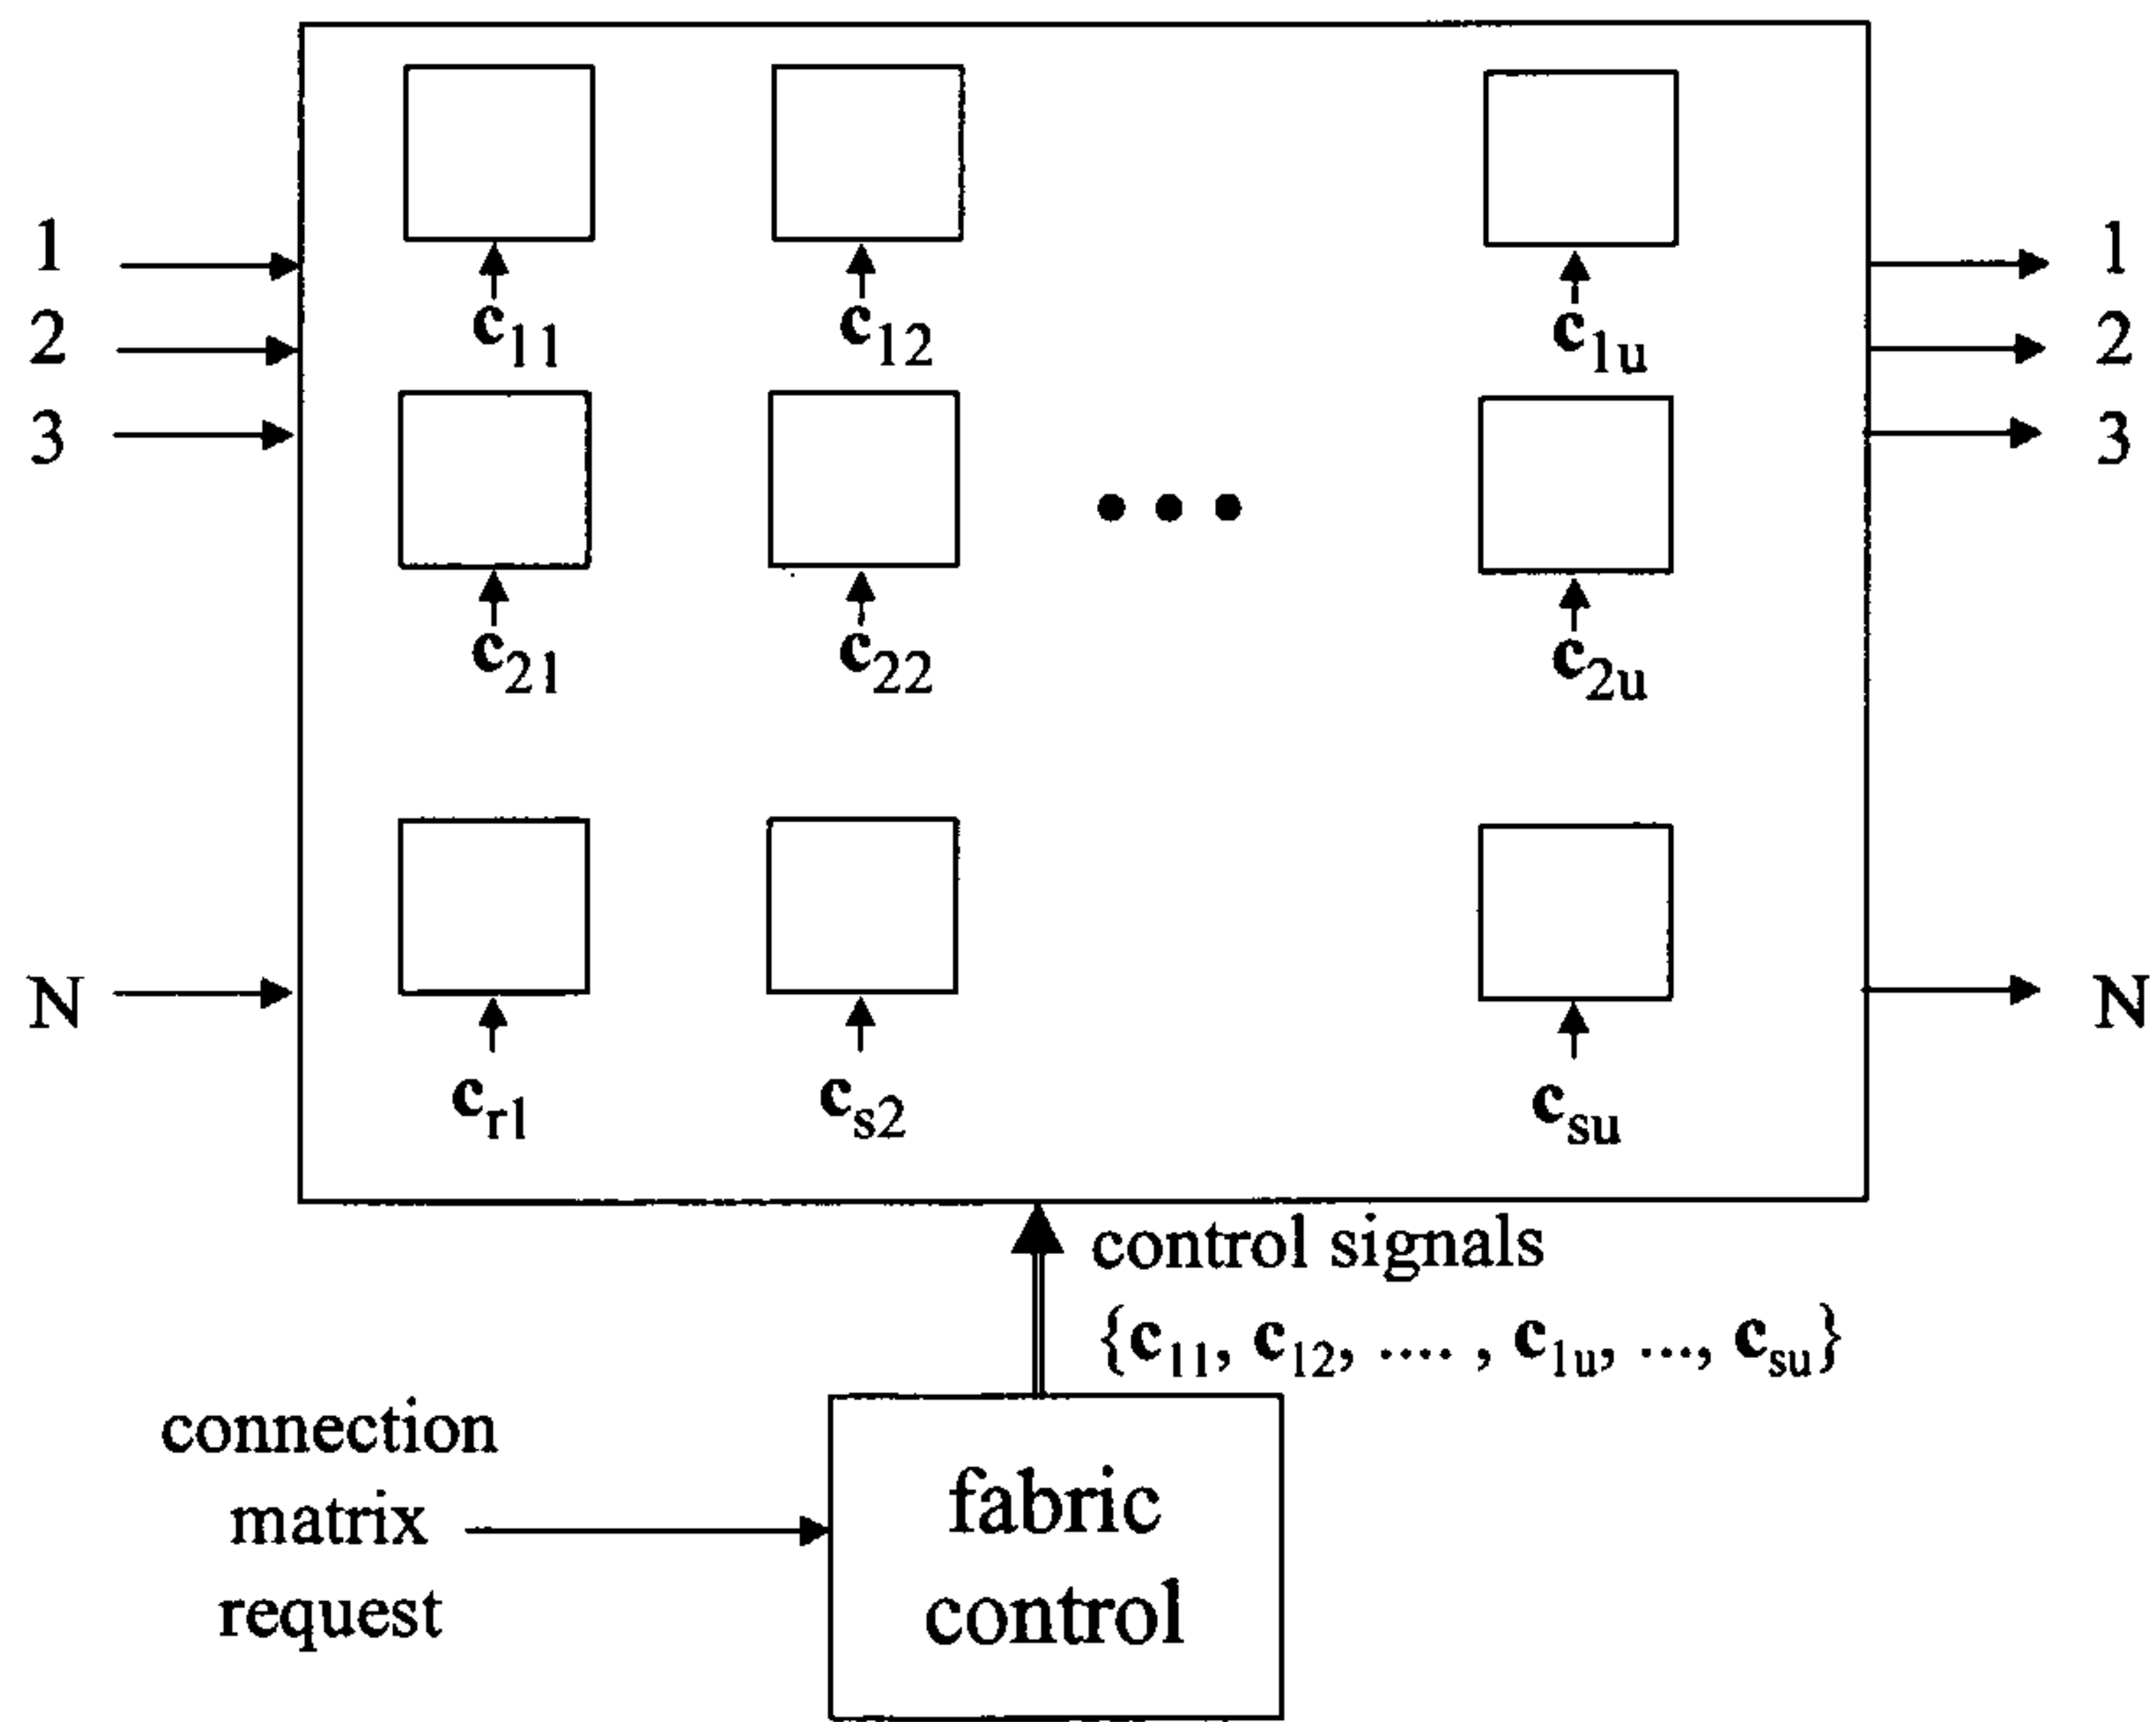 1
1
c11
c12
c1u
2
2
3
3
c21
c22
c2u
N
N
cr1
cs2
csu
control signals
{c11, c12, .... , c1u, ..., csu}
connection
matrix
request
fabric
control